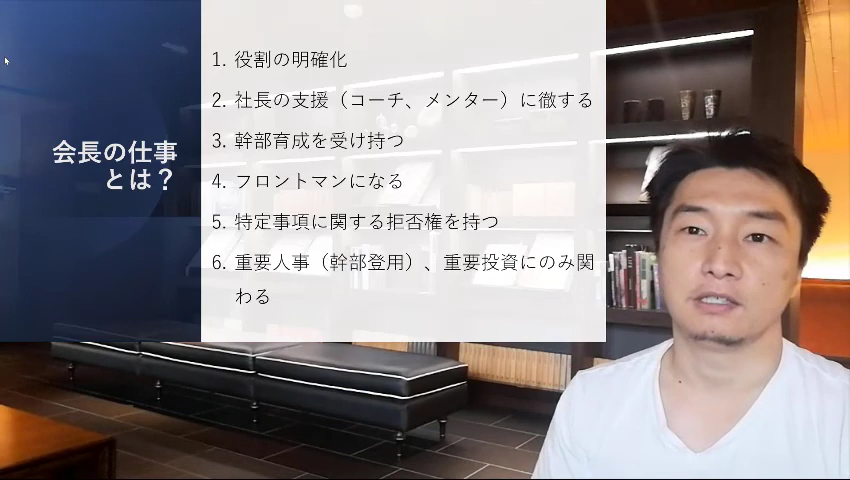 会長の仕事
とは？
1. 役割の明確化
2. 社長の支援（コーチ、メンター）に徹する
3. 幹部育成を受け持つ
4. フロントマンになる
5. 特定事項に関する拒否権を持つ
6. 重要人事（幹部登用）、重要投資にのみ関
わる